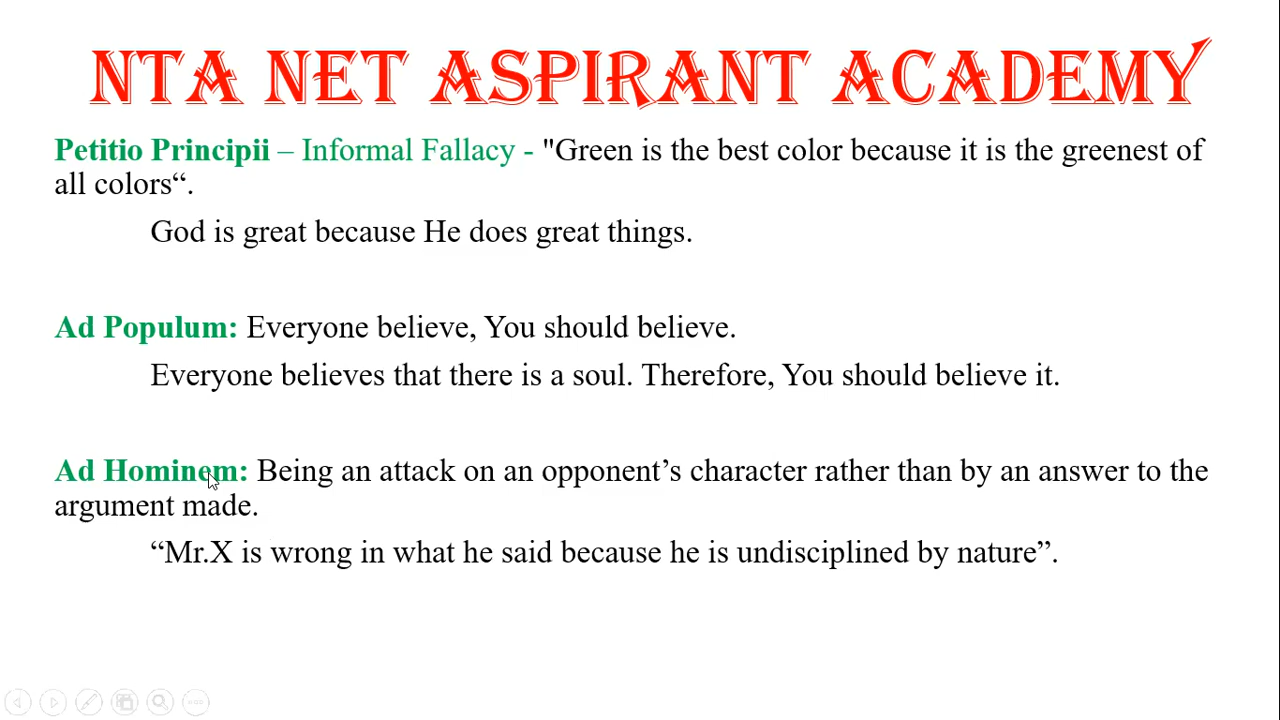 NTA NET ASPIRANT ACADEMY
Petitio Principii – Informal Fallacy - "Green is the best color because it is the greenest of
all colors“.
God is great because He does great things.
Ad Populum: Everyone believe, You should believe.
Everyone believes that there is a soul. Therefore, You should believe it.
Ad Hominem: Being an attack on an opponent’s character rather than by an answer to the
argument made.
“Mr.X is wrong in what he said because he is undisciplined by nature”.